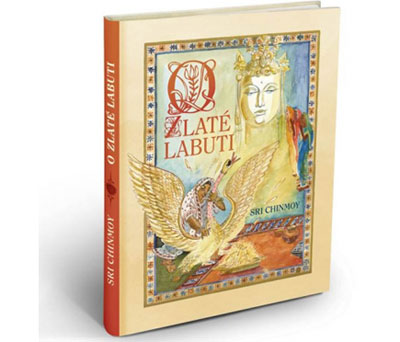 O
ZLATÉ
LABUTI
SRI CHINMOY
SRI CHINMOY
O ZLATÉ LABUTI